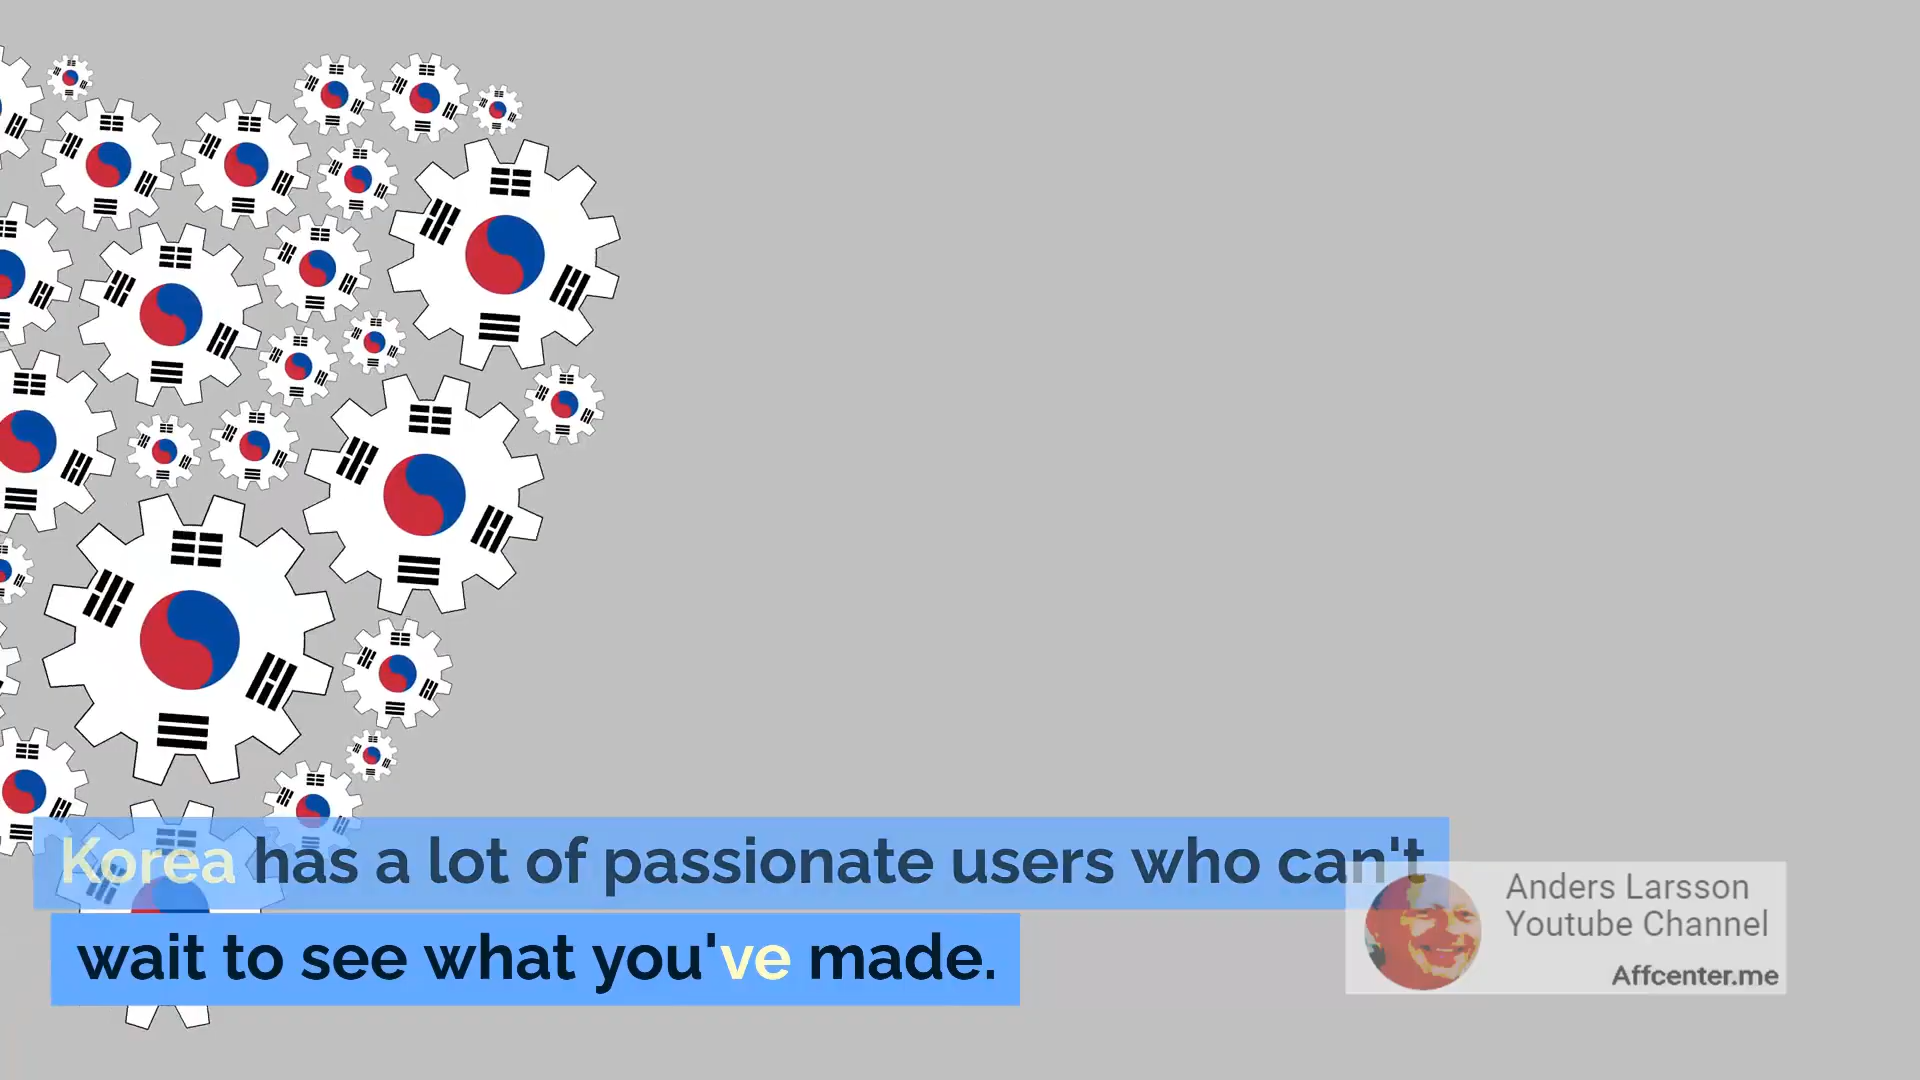 Korea has a lot of passionate users who can't
wait to see what you've made.
Anders Larsson
Youtube Channel
Affcenter.me